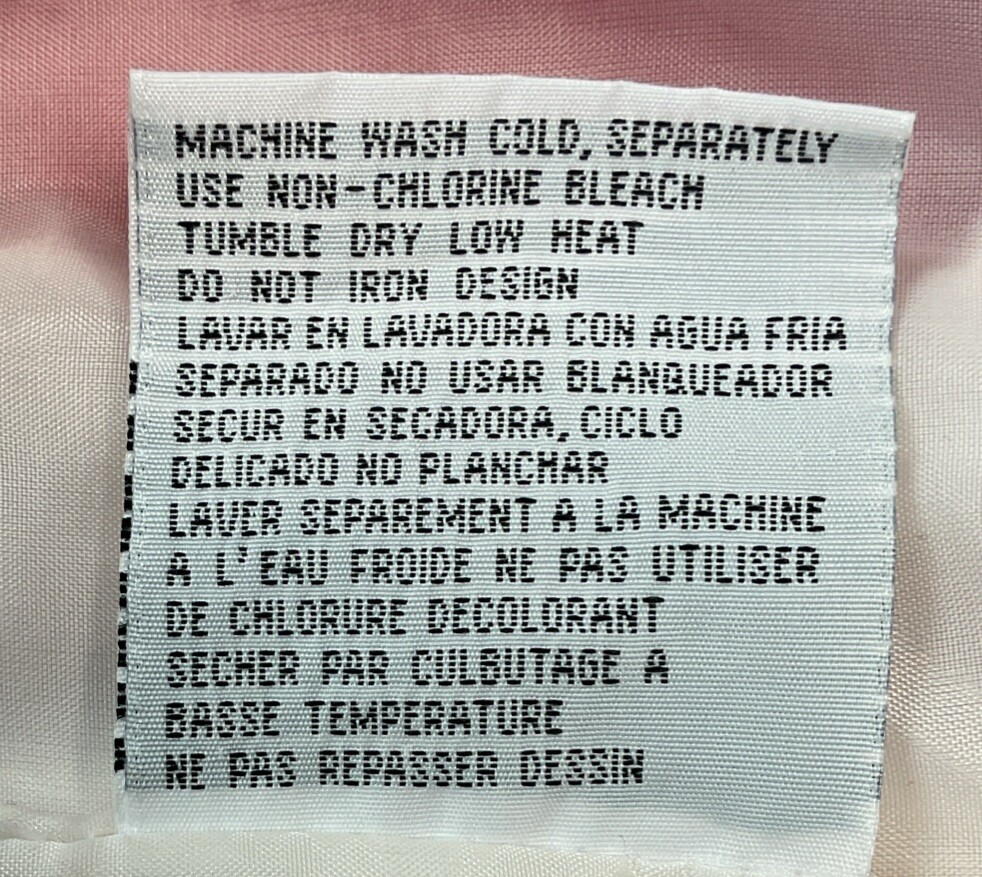 MACHINE WASH COLD, SEPARATELY
USE NON-CHLORINE BLEACH
TUMBLE DRY LOW HEAT
DO NOT IRON DESIGN
LAVAR EN LAVADORA CON AGUA FRIA
SEPARADO NO USAR BLANQUEADOR
SECUR EN SECADORA, CICLO
DELICADO NO PLANCHAR
LAVER SEPAREMENT A LA MACHINE
A L'EAU FROIDE NE PAS UTILISER
DE CHLORURE DECOLORANT
SECHER PAR CULBUTAGE A
BASSE TEMPERATURE
NE PAS REPASSER DESSIN